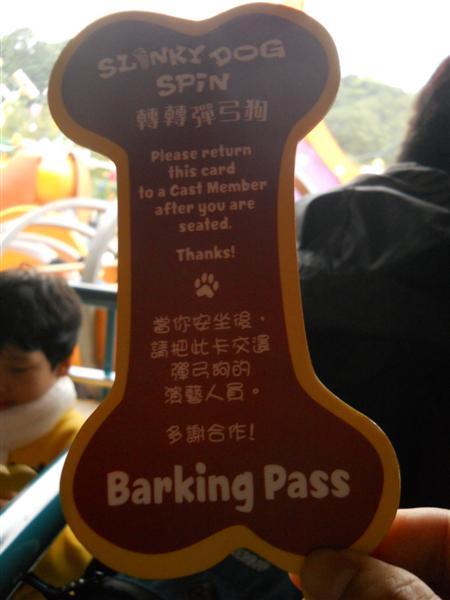 SLINKY DOG
SPIN
轉轉彈弓狗
Please return
this card
to a Cast Member
after you are
seated.
Thanks!
當你安坐後，
請把此卡交還
彈弓狗的
演藝人員。
多謝合作!
Barking Pass